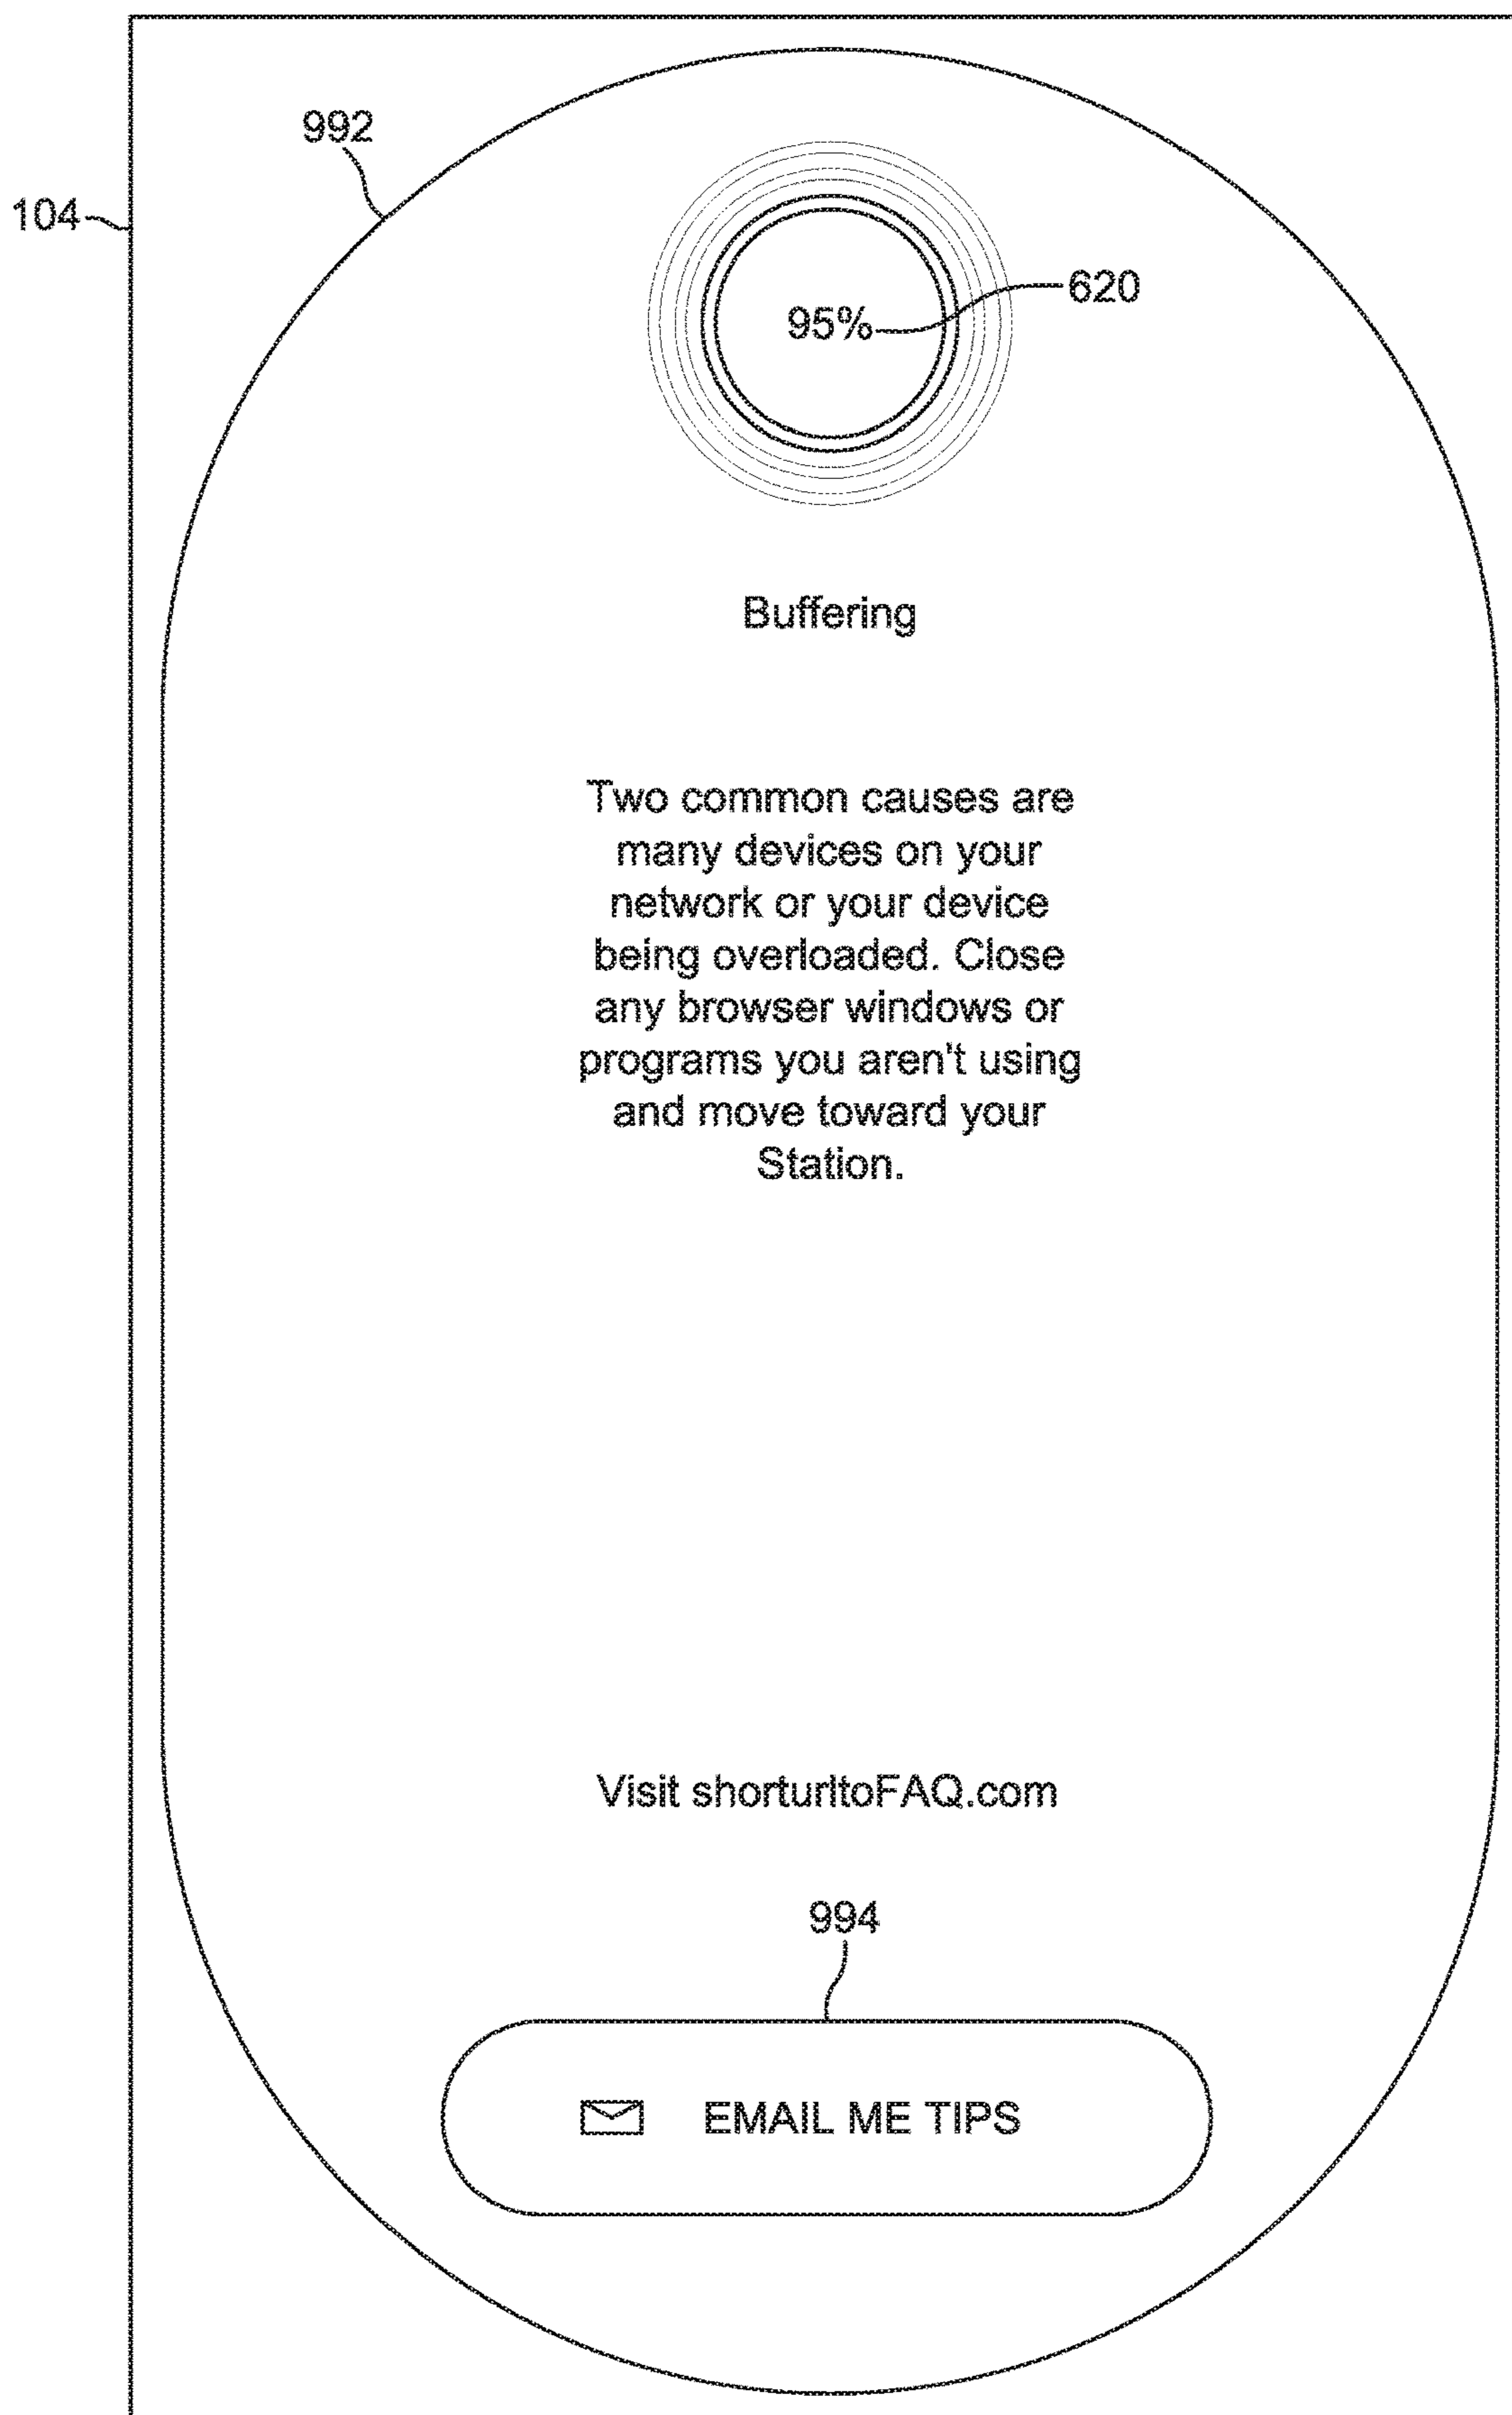 992
104
620
95%
Buffering
Two common causes are
many devices on your
network or your device
being overloaded. Close
any browser windows or
programs you aren't using
and move toward your
Station.
Visit shorturltoFAQ.com
994
EMAIL ME TIPS